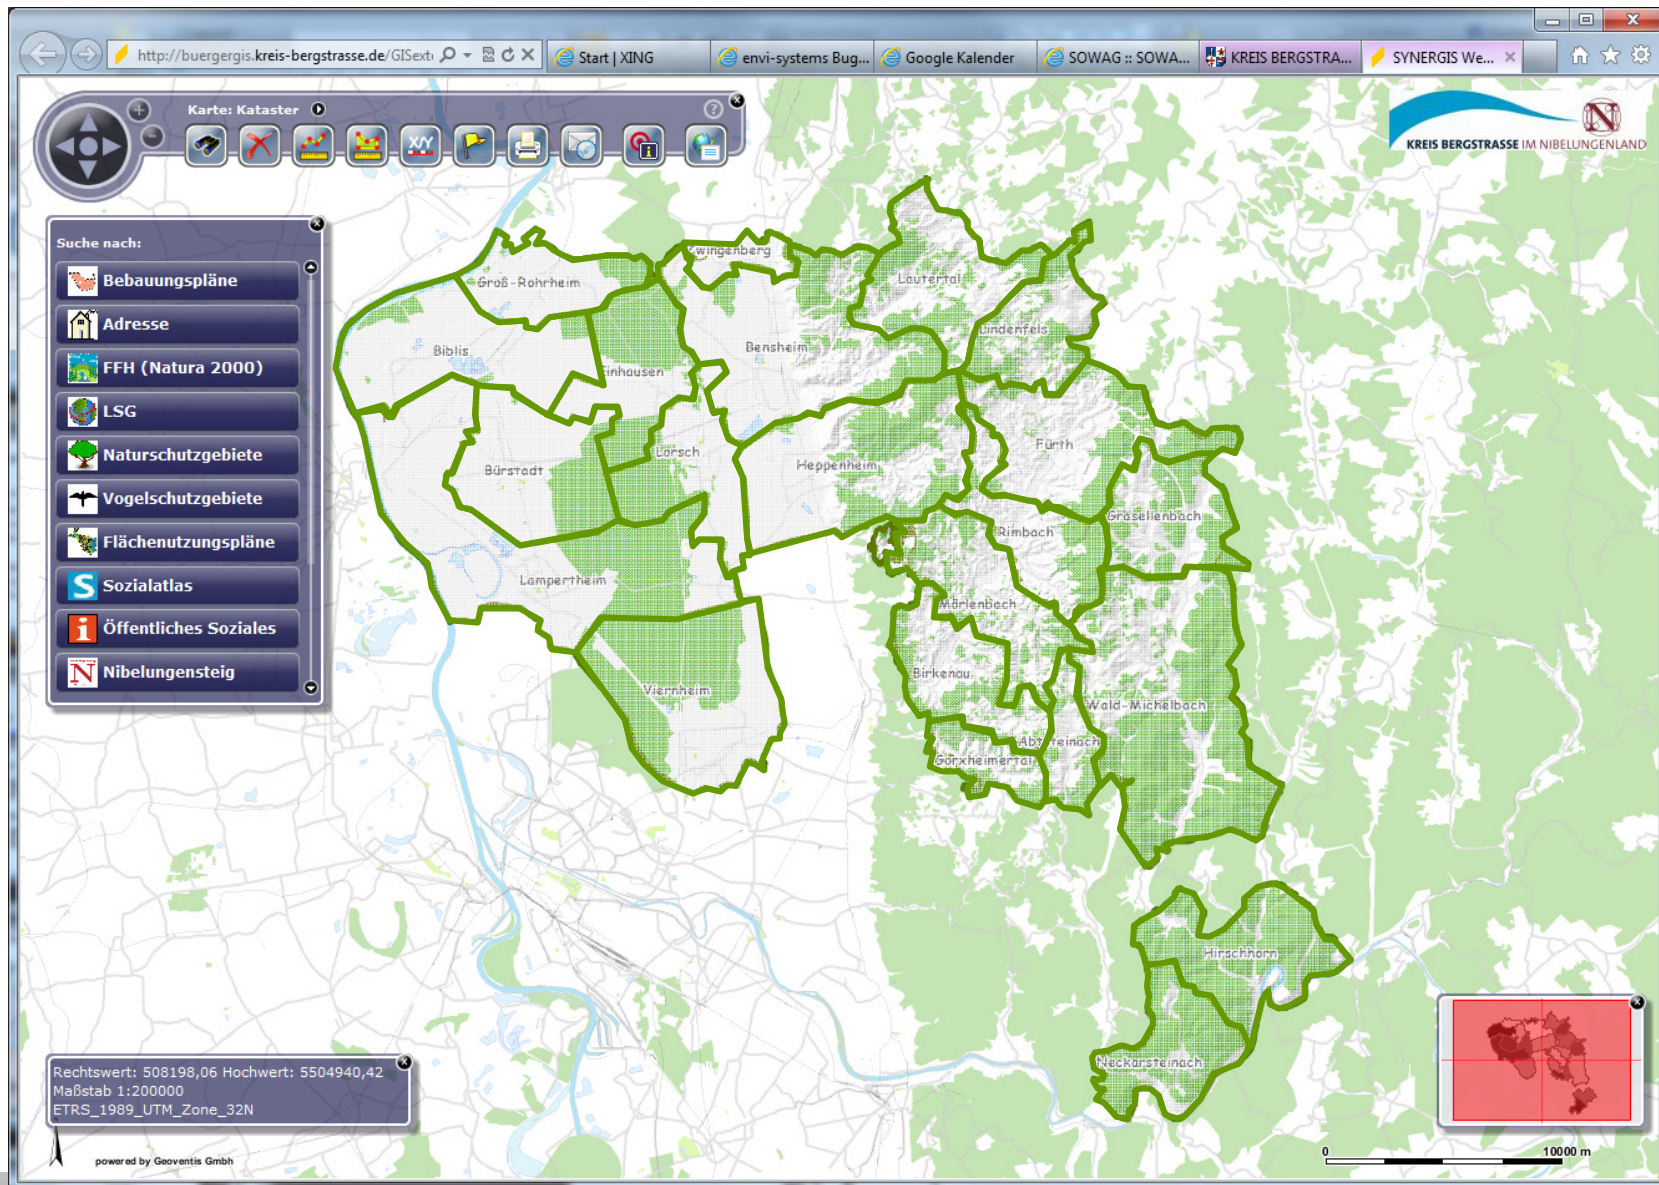 http://buergergis.kreis-bergstrasse.de/GISext
Start | XING
envi-systems Bug...
Google Kalender
SOWAG :: SOWA...
KREIS BERGSTRA...
SYNERGIS We...
Karte: Kataster
XY
KREIS BERGSTRASSE IM NIBELUNGENLAND
Suche nach:
Bebauungspläne
Adresse
FFH (Natura 2000)
LSG
Naturschutzgebiete
Vogelschutzgebiete
Flächenutzungspläne
Sozialatlas
Öffentliches Soziales
Nibelungensteig
Zwingenberg
Groß-Rohrheim
Lautertal
Lindenfels
Biblis
Bensheim
Einhausen
Fürth
Lorsch
Heppenheim
Bürstadt
Grasellenbach
Rimbach
Lampertheim
Mörlenbach
Birkenau
Viernheim
Wald-Michelbach
Abtsteinach
Gorxheimertal
Hirschhorn
Neckarsteinach
Rechtswert: 508198,06 Hochwert: 5504940,42
Maßstab 1:200000
ETRS_1989_UTM_Zone_32N
powered by Geoventis Gmbh
0 10000 m